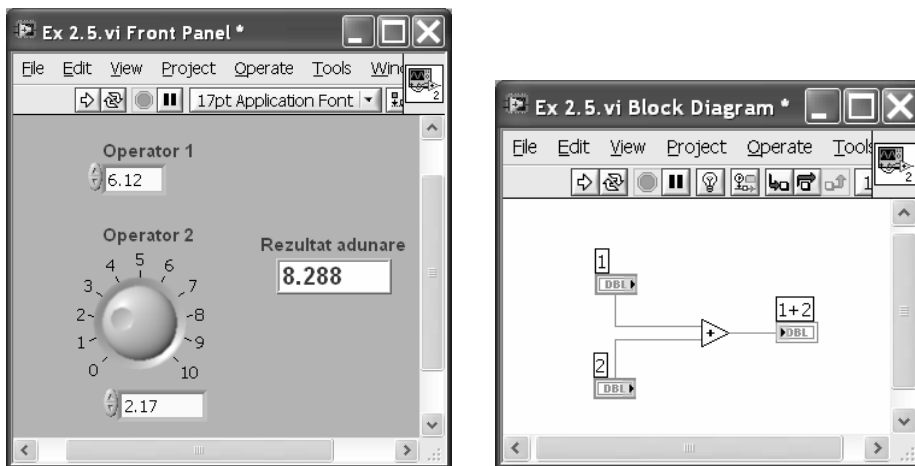 Ex 2.5.vi Front Panel *
File Edit View Project Operate Tools
17pt Application Font
2
Operator 1
6.12
Operator 2
0 1 2 3 4 5 6 7 8 9 10
2.17
Rezultat adunare
8.288
Ex 2.5.vi Block Diagram *
File Edit View Project Operate
2
1
DBL
2
DBL
+
1+2
DBL